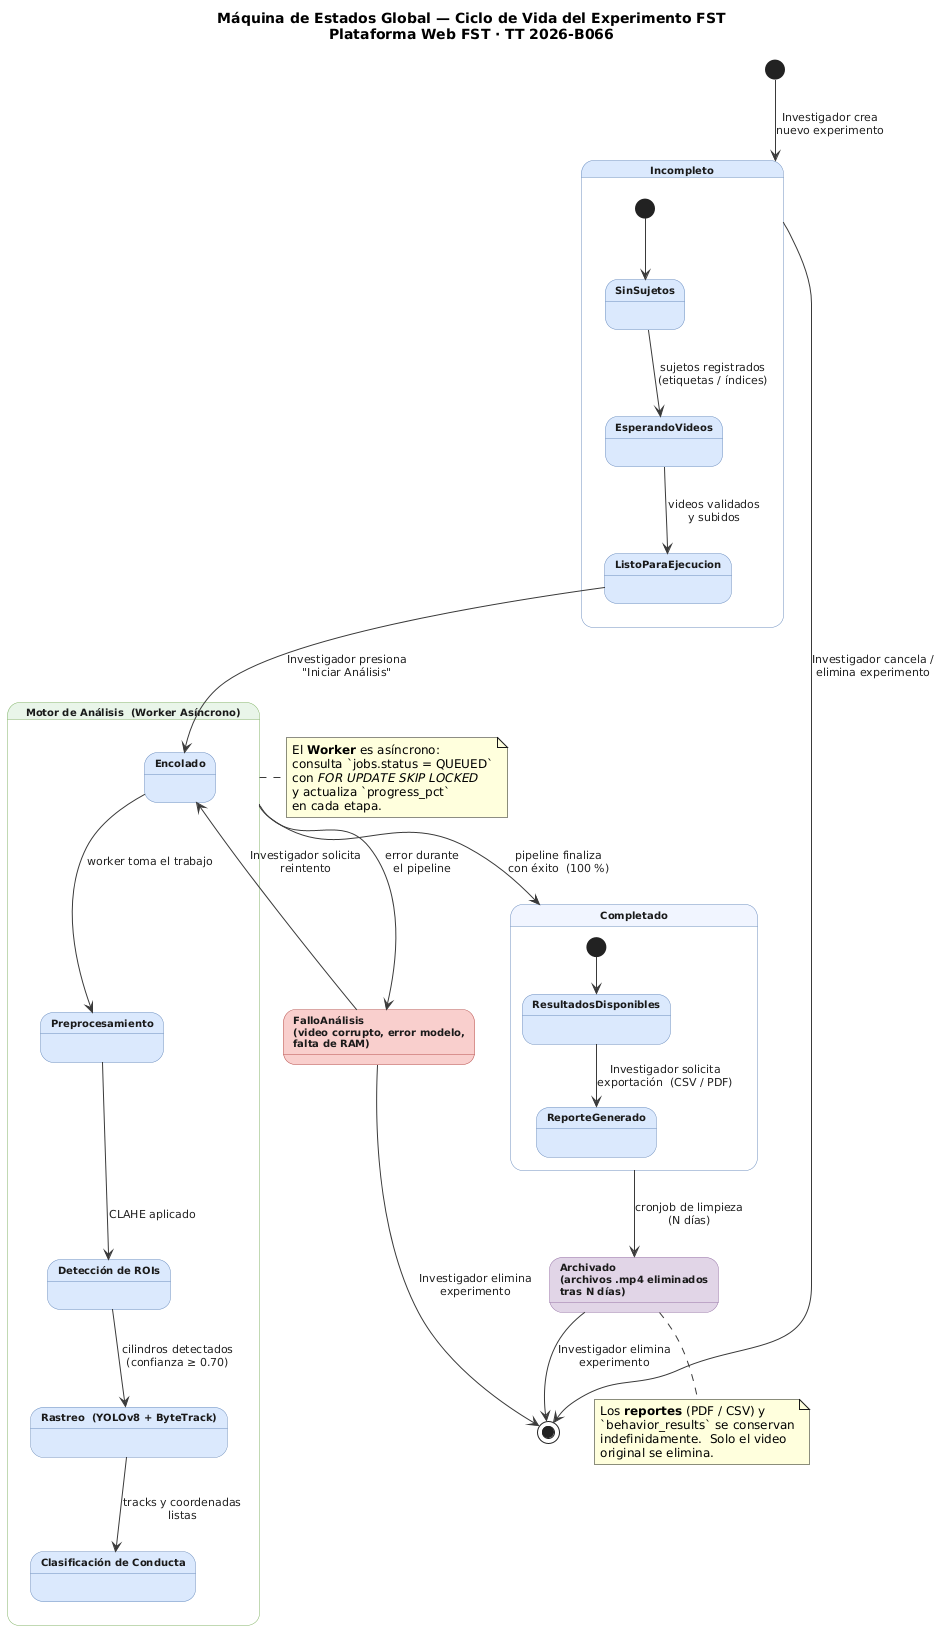 Máquina de Estados Global — Ciclo de Vida del Experimento FST
Plataforma Web FST · TT 2026-B066
Investigador crea
nuevo experimento
Incompleto
SinSujetos
sujetos registrados
(etiquetas / índices)
EsperandoVideos
videos validados
y subidos
ListoParaEjecucion
Investigador presiona
"Iniciar Análisis"
Investigador cancela /
elimina experimento
Motor de Análisis  (Worker Asíncrono)
Encolado
El Worker es asíncrono:
consulta `jobs.status = QUEUED`
con FOR UPDATE SKIP LOCKED
y actualiza `progress_pct`
en cada etapa.
worker toma el trabajo
Investigador solicita
reintento
error durante
el pipeline
pipeline finaliza
con éxito  (100 %)
Completado
ResultadosDisponibles
Preprocesamiento
FalloAnálisis
(video corrupto, error modelo,
falta de RAM)
Investigador solicita
exportación  (CSV / PDF)
ReporteGenerado
CLAHE aplicado
cronjob de limpieza
(N días)
Detección de ROIs
Archivado
(archivos .mp4 eliminados
tras N días)
Investigador elimina
experimento
cilindros detectados
(confianza ≥ 0.70)
Investigador elimina
experimento
Rastreo  (YOLOv8 + ByteTrack)
Los reportes (PDF / CSV) y
`behavior_results` se conservan
indefinidamente.  Solo el video
original se elimina.
tracks y coordenadas
listas
Clasificación de Conducta